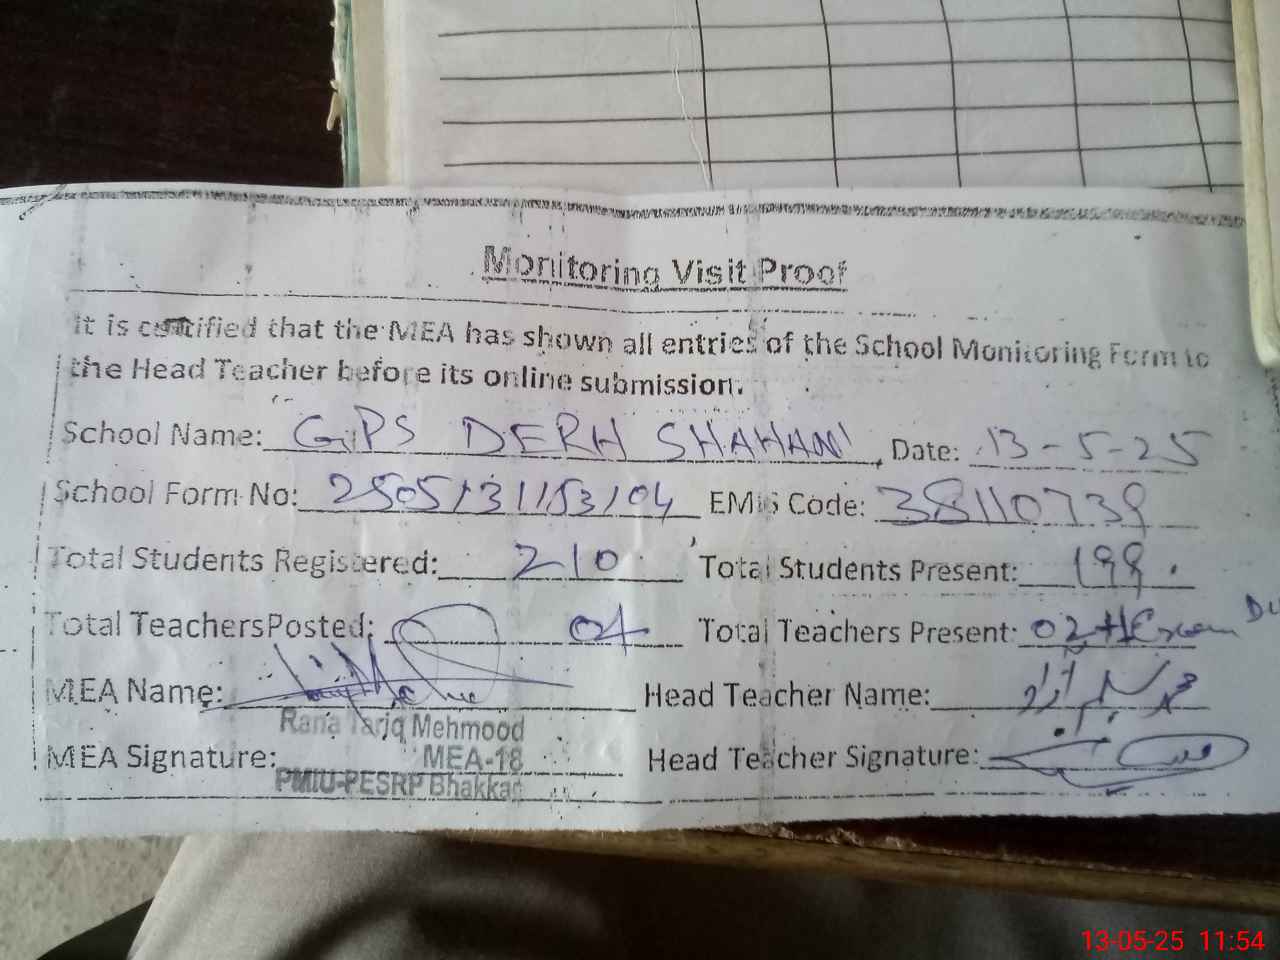 Monitoring Visit Proof
It is certified that the MEA has shown all entries of the School Monitoring Form to
the Head Teacher before its online submission.
School Name: GPS DERH SHAHANI Date: 13-5-25
School Form No: 2505131153104 EMIS Code: 38110739
Total Students Registered: 210 Total Students Present: 199
Total Teachers Posted: 04 Total Teachers Present: 02+1 Exam Du
MEA Name: Head Teacher Name:
Rana Tariq Mehmood
MEA Signature: MEA-18 Head Teacher Signature:
PMIU-PESRP Bhakkar
13-05-25 11:54